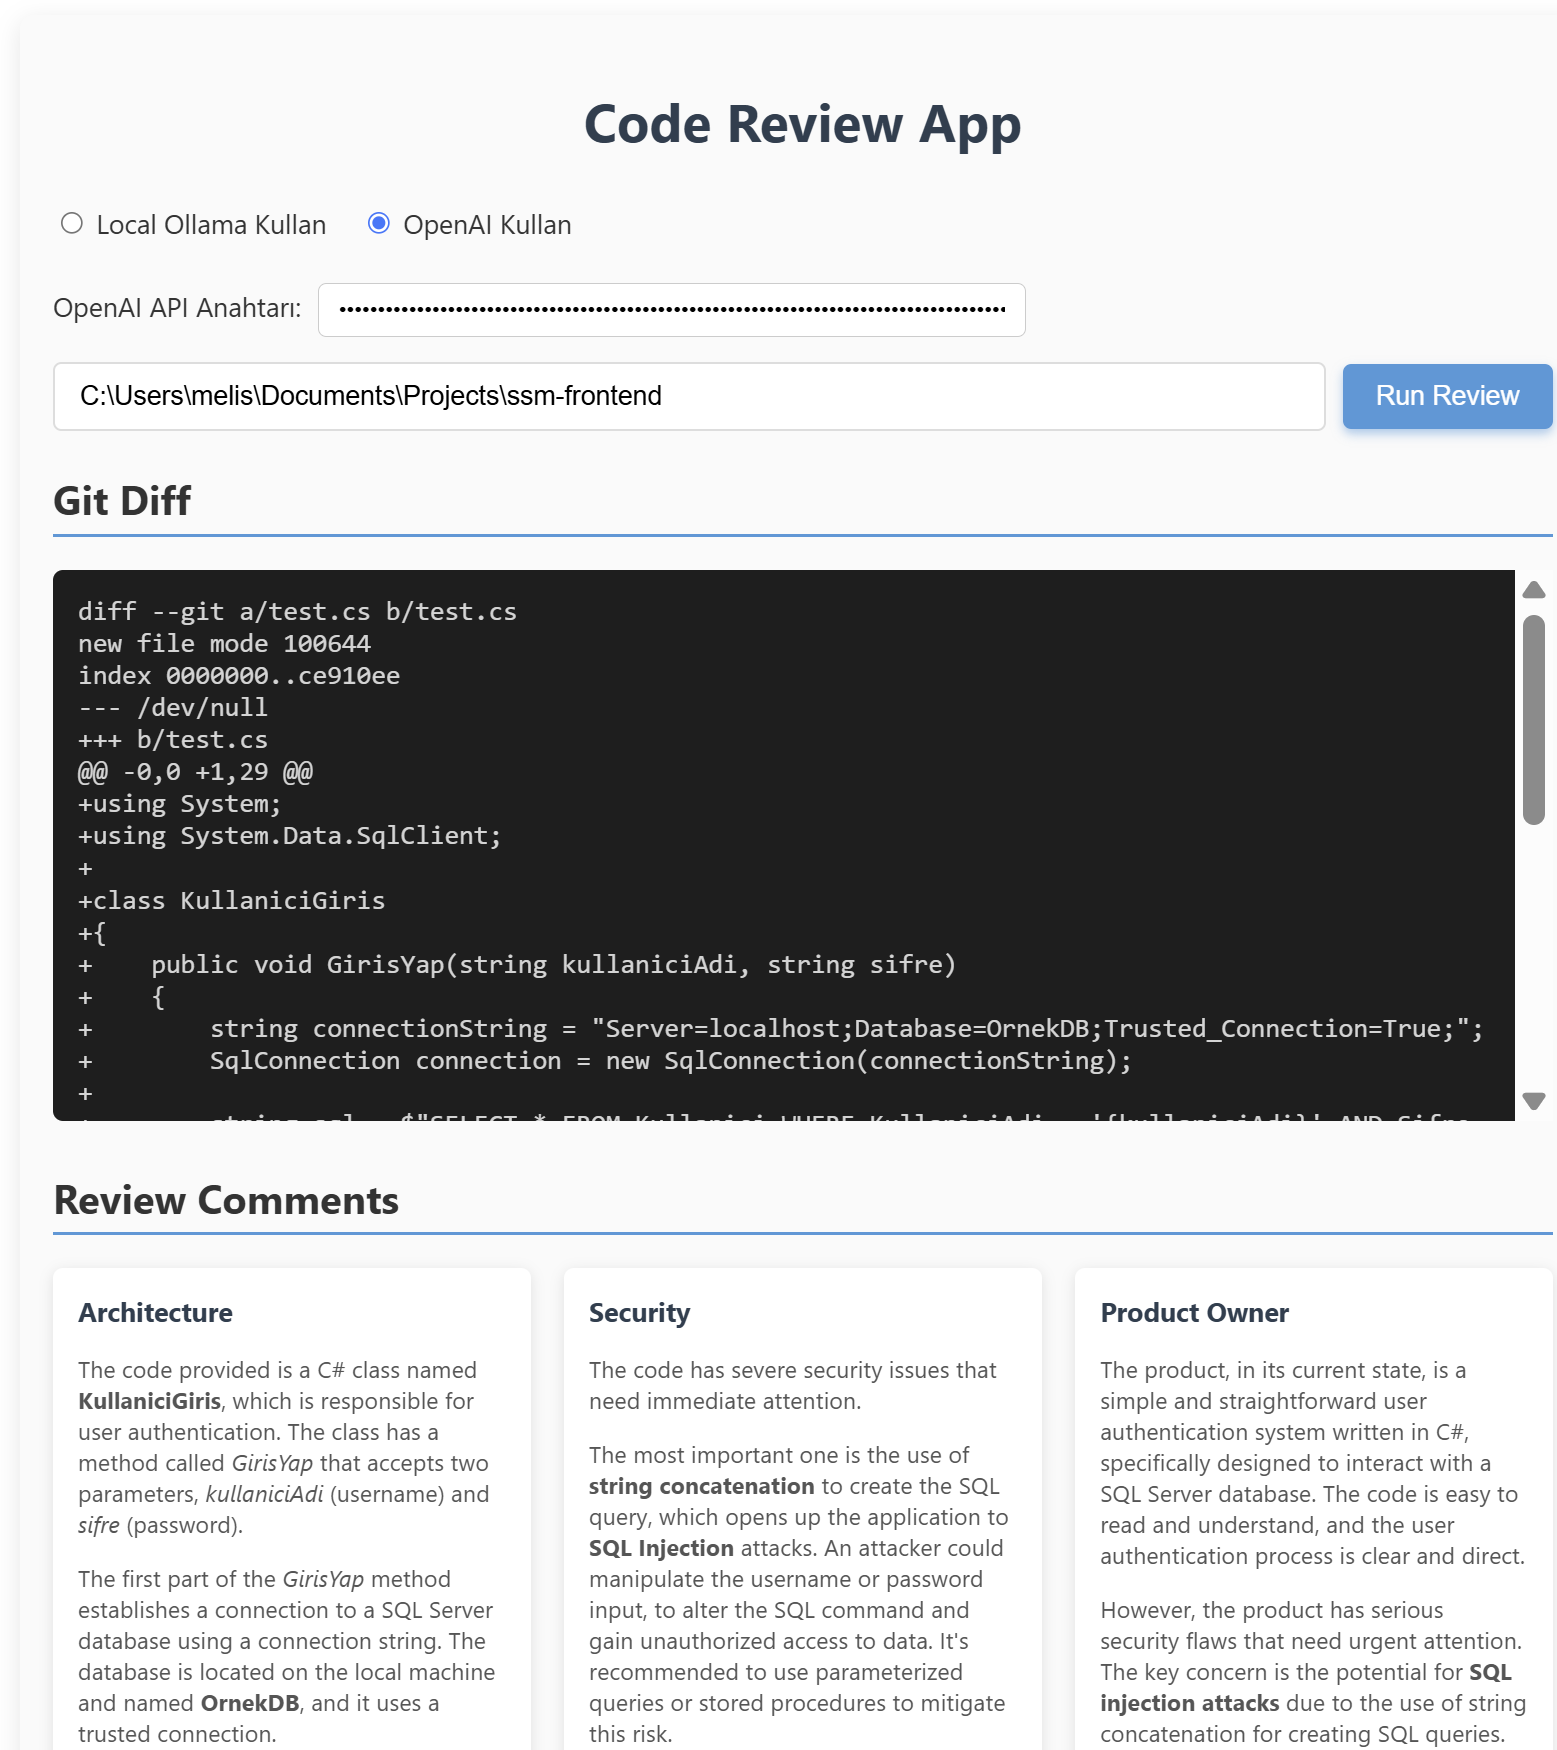 Code Review App
Local Ollama Kullan
OpenAI Kullan
OpenAI API Anahtarı:
C:\Users\melis\Documents\Projects\ssm-frontend
Run Review
Git Diff
diff --git a/test.cs b/test.cs
new file mode 100644
index 0000000..ce910ee
--- /dev/null
+++ b/test.cs
@@ -0,0 +1,29 @@
+using System;
+using System.Data.SqlClient;
+
+class KullaniciGiris
+{
+    public void GirisYap(string kullaniciAdi, string sifre)
+    {
+        string connectionString = "Server=localhost;Database=OrnekDB;Trusted_Connection=True;";
+        SqlConnection connection = new SqlConnection(connectionString);
+
+        string sql = $"SELECT * FROM Kullanici WHERE KullaniciAdi = '{kullaniciAdi}' AND Sifre
Review Comments
Architecture
The code provided is a C# class named
KullaniciGiris, which is responsible for
user authentication. The class has a
method called GirisYap that accepts two
parameters, kullaniciAdi (username) and
sifre (password).
The first part of the GirisYap method
establishes a connection to a SQL Server
database using a connection string. The
database is located on the local machine
and named OrnekDB, and it uses a
trusted connection.
Security
The code has severe security issues that
need immediate attention.
The most important one is the use of
string concatenation to create the SQL
query, which opens up the application to
SQL Injection attacks. An attacker could
manipulate the username or password
input, to alter the SQL command and
gain unauthorized access to data. It's
recommended to use parameterized
queries or stored procedures to mitigate
this risk.
Product Owner
The product, in its current state, is a
simple and straightforward user
authentication system written in C#,
specifically designed to interact with a
SQL Server database. The code is easy to
read and understand, and the user
authentication process is clear and direct.
However, the product has serious
security flaws that need urgent attention.
The key concern is the potential for SQL
injection attacks due to the use of string
concatenation for creating SQL queries.